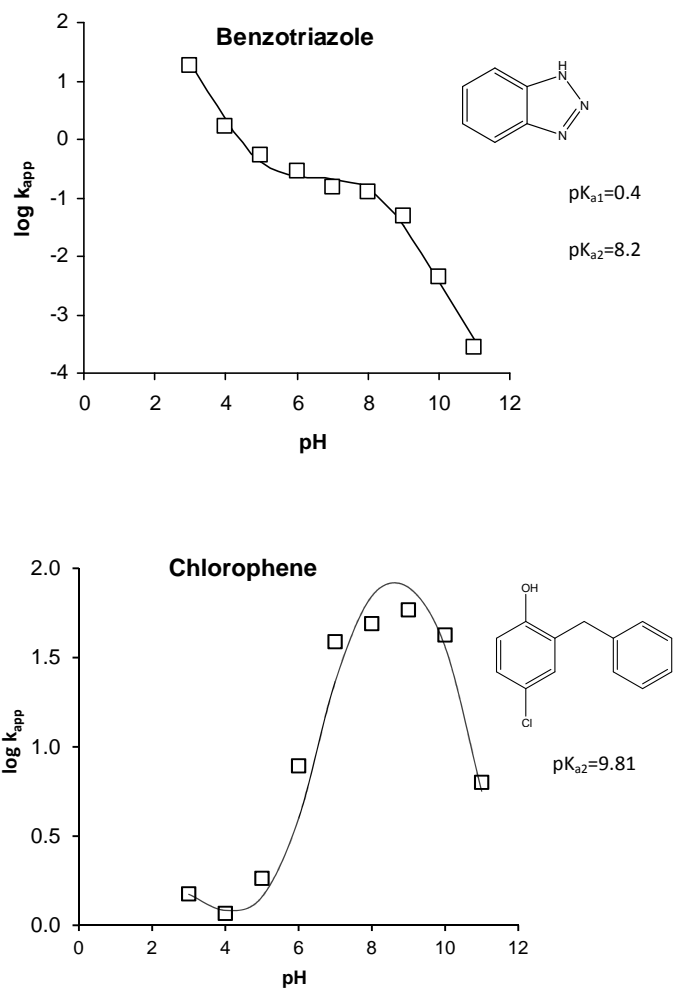 Benzotriazole
2
1
0
-1
-2
-3
-4
log kapp
0 2 4 6 8 10 12
pH
H
N
N
N
pKa1=0.4
pKa2=8.2
Chlorophene
2.0
1.5
1.0
0.5
0.0
log kapp
0 2 4 6 8 10 12
pH
OH
Cl
pKa2=9.81